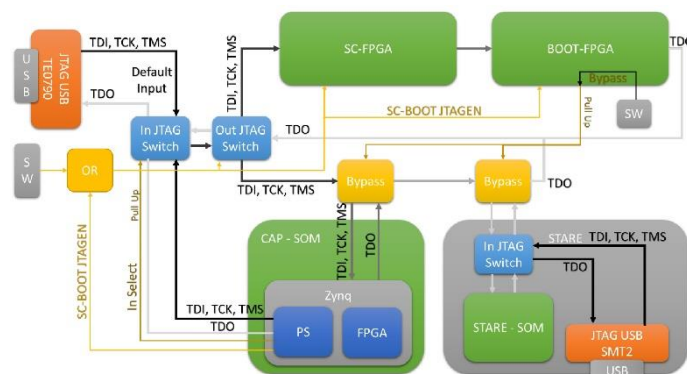 USB
JTAG USB
TE0790
TDI, TCK, TMS
TDO
Default
Input
In JTAG
Switch
Out JTAG
Switch
TDI, TCK, TMS
SC-FPGA
BOOT-FPGA
TDO
Bypass
SW
Pull Up
SC-BOOT JTAGEN
TDO
SW
OR
TDI, TCK, TMS
Bypass
Bypass
TDO
Pull Up
In Select
SC-BOOT JTAGEN
CAP - SOM
TDI, TCK, TMS
TDO
Zynq
PS
FPGA
TDI, TCK, TMS
TDO
STARE
In JTAG
Switch
TDI, TCK, TMS
TDO
STARE - SOM
JTAG USB
SMT2
USB